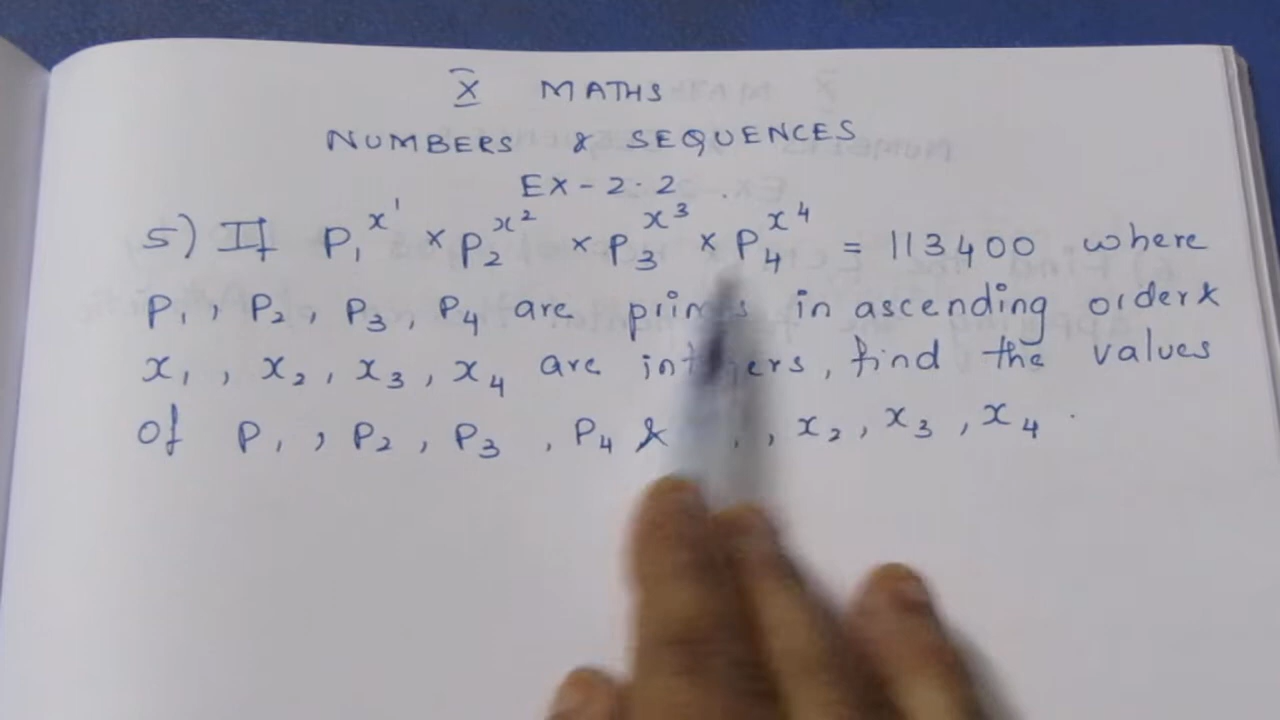 X MATHS
NUMBERS & SEQUENCES
EX-2.2
5) If P₁^x¹ × P₂^x² × P₃^x³ × P₄^x⁴ = 113400 where
P₁, P₂, P₃, P₄ are primes in ascending order &
x₁, x₂, x₃, x₄ are integers, find the values
Of P₁, P₂, P₃, P₄ & , x₂, x₃, x₄.